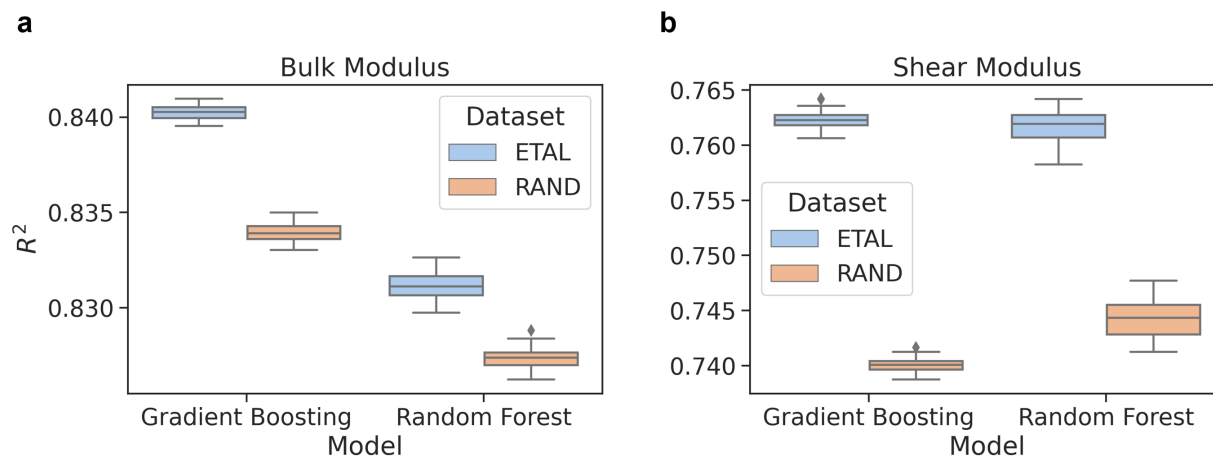 a
Bulk Modulus
R²
0.840
0.835
0.830
Dataset
ETAL
RAND
Gradient Boosting
Random Forest
Model
b
Shear Modulus
0.765
0.760
0.755
0.750
0.745
0.740
Dataset
ETAL
RAND
Gradient Boosting
Random Forest
Model